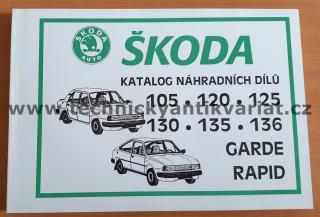 ŠKODA
AUTO
ŠKODA
KATALOG NÁHRADNÍCH DÍLŮ
105 • 120 • 125
130 • 135 • 136
GARDE
RAPID
www.technickyantikvariat.cz